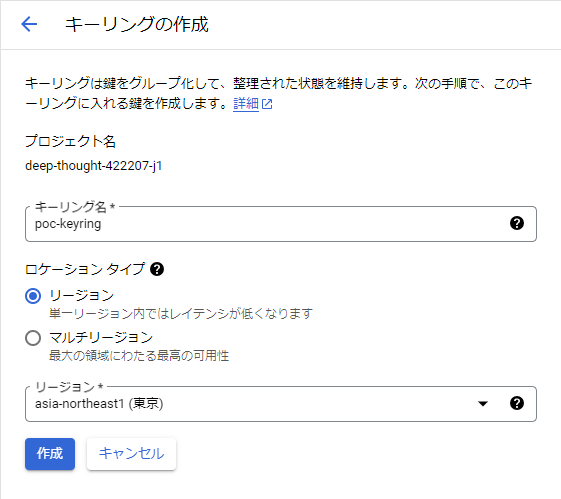 キーリングの作成
キーリングは鍵をグループ化して、整理された状態を維持します。次の手順で、このキ
ーリングに入れる鍵を作成します。詳細
プロジェクト名
deep-thought-422207-j1
キーリング名 *
poc-keyring
ロケーション タイプ
リージョン
単一リージョン内ではレイテンシが低くなります
マルチリージョン
最大の領域にわたる最高の可用性
リージョン *
asia-northeast1 (東京)
作成
キャンセル